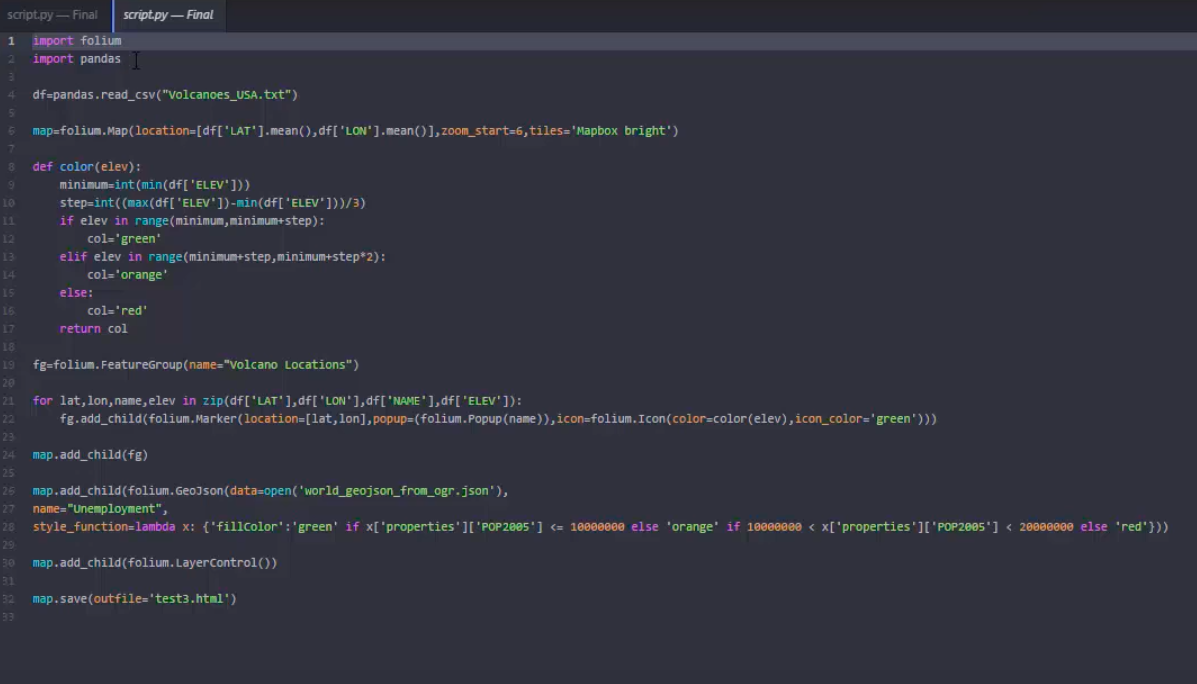 script.py — Final script.py — Final
1 import folium
2 import pandas
3
4 df=pandas.read_csv("Volcanoes_USA.txt")
5
6 map=folium.Map(location=[df['LAT'].mean(),df['LON'].mean()],zoom_start=6,tiles='Mapbox bright')
7
8 def color(elev):
9     minimum=int(min(df['ELEV']))
10     step=int((max(df['ELEV'])-min(df['ELEV']))/3)
11     if elev in range(minimum,minimum+step):
12         col='green'
13     elif elev in range(minimum+step,minimum+step*2):
14         col='orange'
15     else:
16         col='red'
17     return col
18
19 fg=folium.FeatureGroup(name="Volcano Locations")
20
21 for lat,lon,name,elev in zip(df['LAT'],df['LON'],df['NAME'],df['ELEV']):
22     fg.add_child(folium.Marker(location=[lat,lon],popup=(folium.Popup(name)),icon=folium.Icon(color=color(elev),icon_color='green')))
23
24 map.add_child(fg)
25
26 map.add_child(folium.GeoJson(data=open('world_geojson_from_ogr.json'),
27 name="Unemployment",
28 style_function=lambda x: {'fillColor':'green' if x['properties']['POP2005'] <= 10000000 else 'orange' if 10000000 < x['properties']['POP2005'] < 20000000 else 'red'}))
29
30 map.add_child(folium.LayerControl())
31
32 map.save(outfile='test3.html')
33